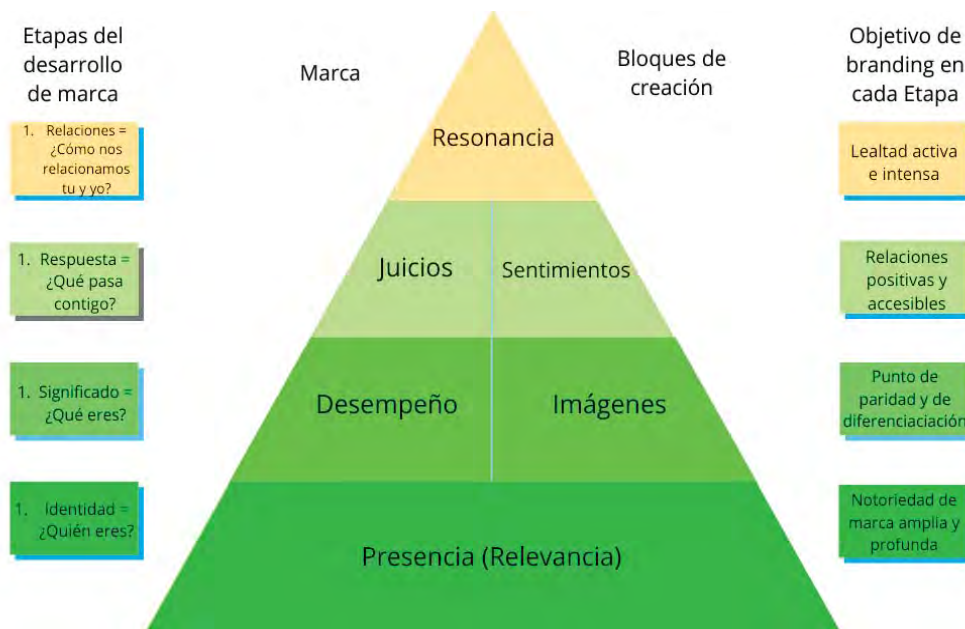 Etapas del
desarrollo
de marca
Marca
Bloques de
creación
Objetivo de
branding en
cada Etapa
1. Relaciones =
¿Cómo nos
relacionamos
tu y yo?
Resonancia
Lealtad activa
e intensa
1. Respuesta =
¿Qué pasa
contigo?
Juicios
Sentimientos
Relaciones
positivas y
accesibles
1. Significado =
¿Qué eres?
Desempeño
Imágenes
Punto de
paridad y de
diferenciaciación
1. Identidad =
¿Quién eres?
Presencia (Relevancia)
Notoriedad de
marca amplia y
profunda